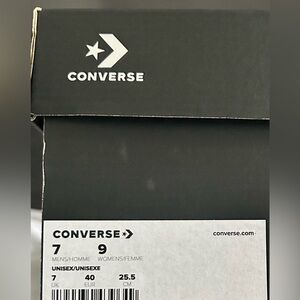 CONVERSE
CONVERSE
converse.com
7 9
MENS/HOMME WOMENS/FEMME
UNISEX/UNISEXE
7 40 25.5
UK EUR CM